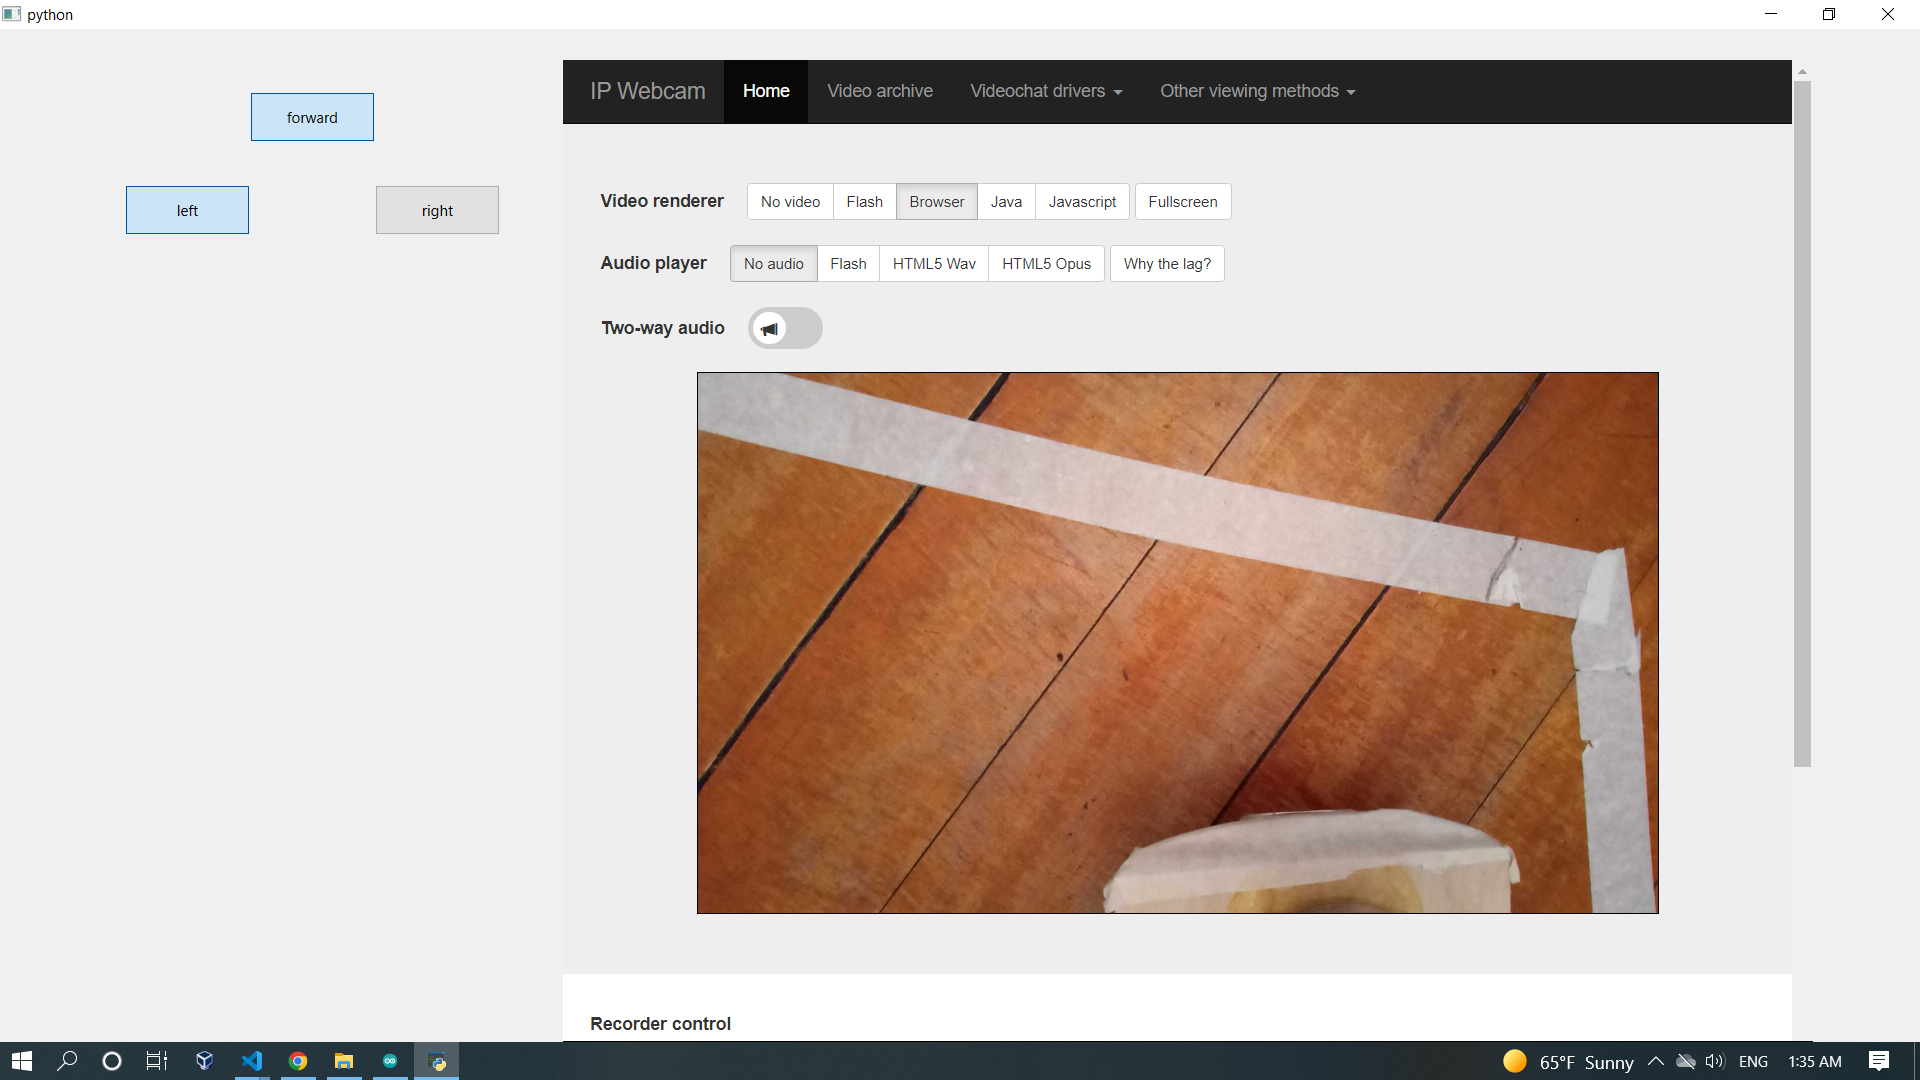 python
forward
left right
IP Webcam Home Video archive Videochat drivers Other viewing methods
Video renderer No video Flash Browser Java Javascript Fullscreen
Audio player No audio Flash HTML5 Wav HTML5 Opus Why the lag?
Two-way audio
Recorder control
65°F Sunny ENG 1:35 AM